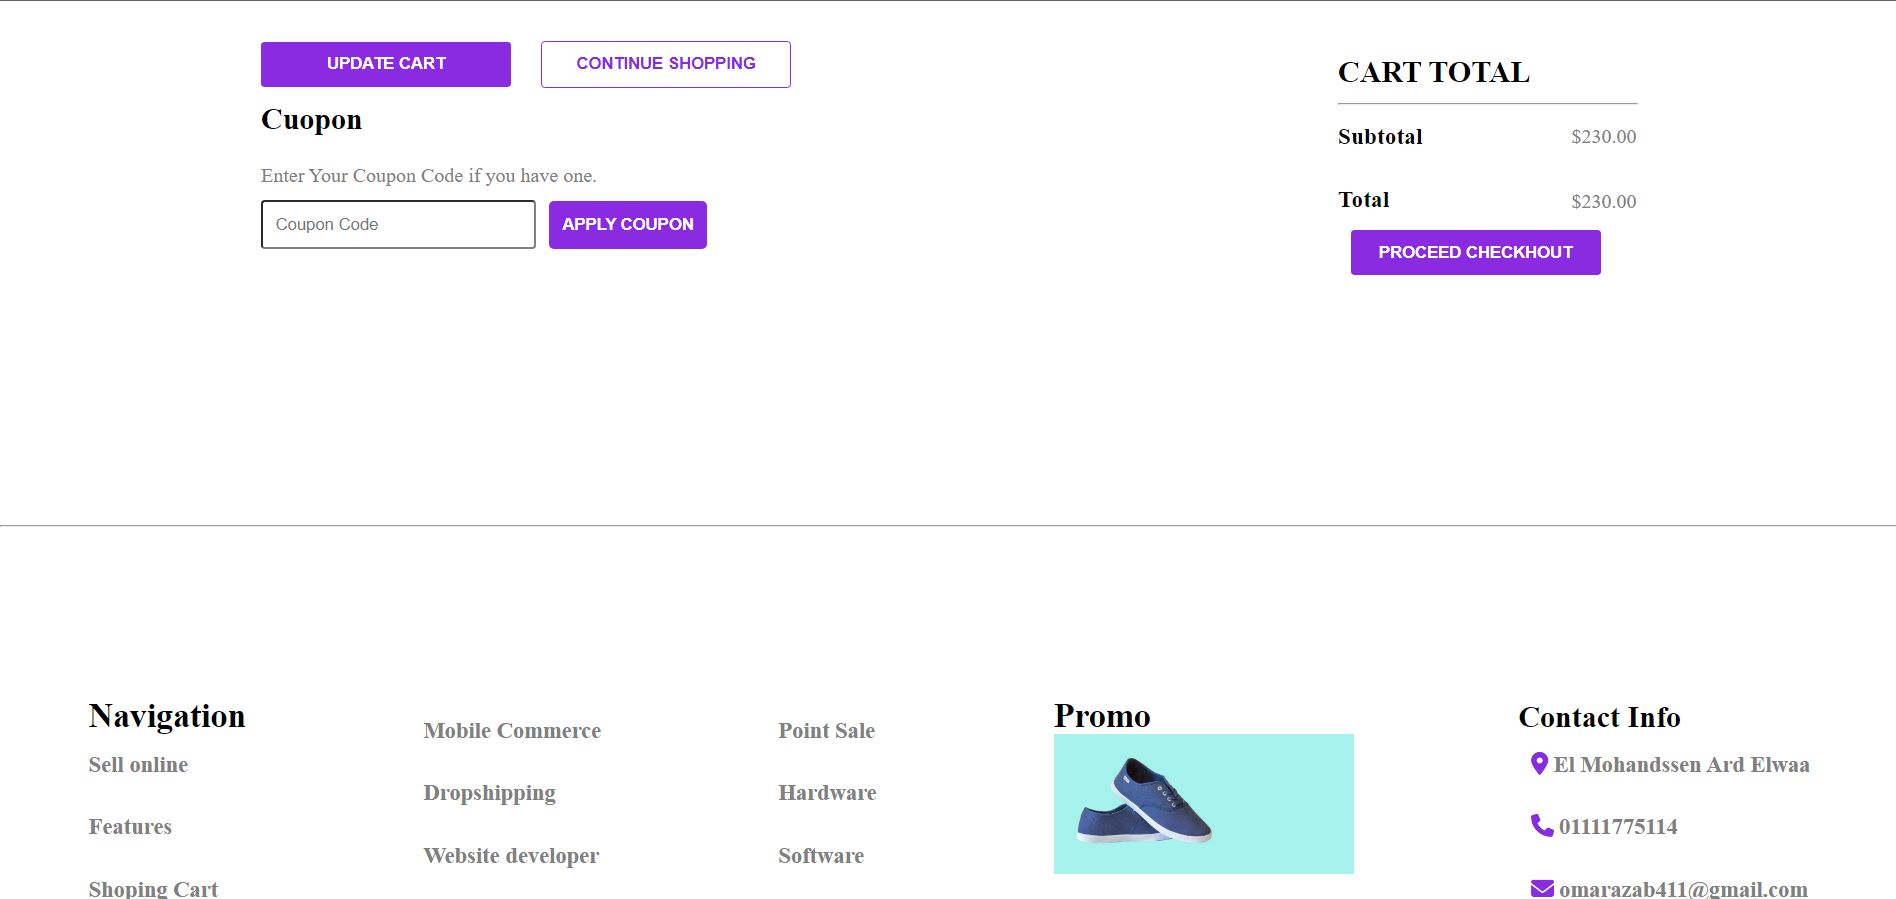 UPDATE CART
CONTINUE SHOPPING
Cuopon
Enter Your Coupon Code if you have one.
Coupon Code
APPLY COUPON
CART TOTAL
Subtotal $230.00
Total $230.00
PROCEED CHECKHOUT
Navigation
Sell online
Features
Shoping Cart
Mobile Commerce
Dropshipping
Website developer
Point Sale
Hardware
Software
Promo
Contact Info
El Mohandssen Ard Elwaa
01111775114
omarazab411@gmail.com